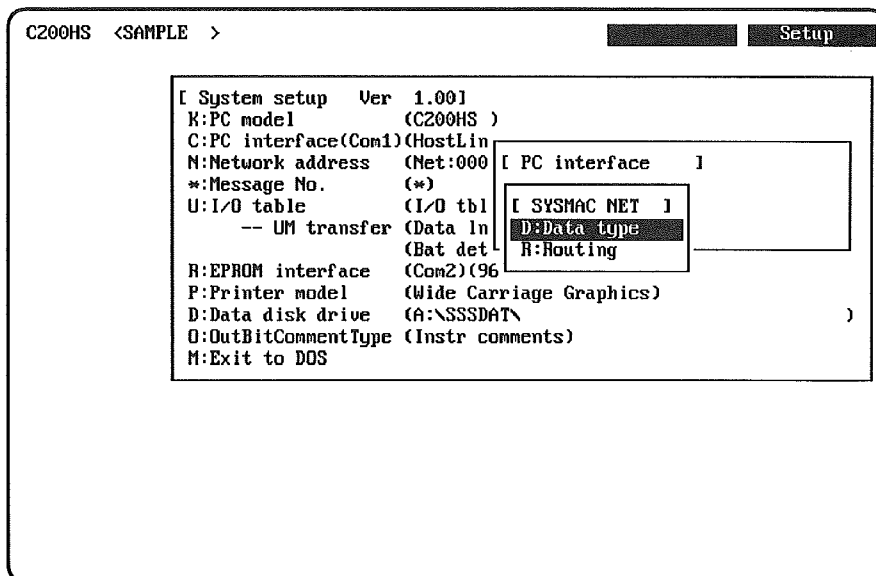 C200HS <SAMPLE >
Setup
[ System setup Ver 1.00]
K:PC model (C200HS )
C:PC interface(Com1)(HostLin
N:Network address (Net:000
*:Message No. (*)
U:I/O table (I/O tbl
-- UM transfer (Data ln
(Bat det
R:EPROM interface (Com2)(96
P:Printer model (Wide Carriage Graphics)
D:Data disk drive (A:\SSSDAT\ )
O:OutBitCommentType (Instr comments)
M:Exit to DOS
[ PC interface ]
[ SYSMAC NET ]
D:Data type
R:Routing